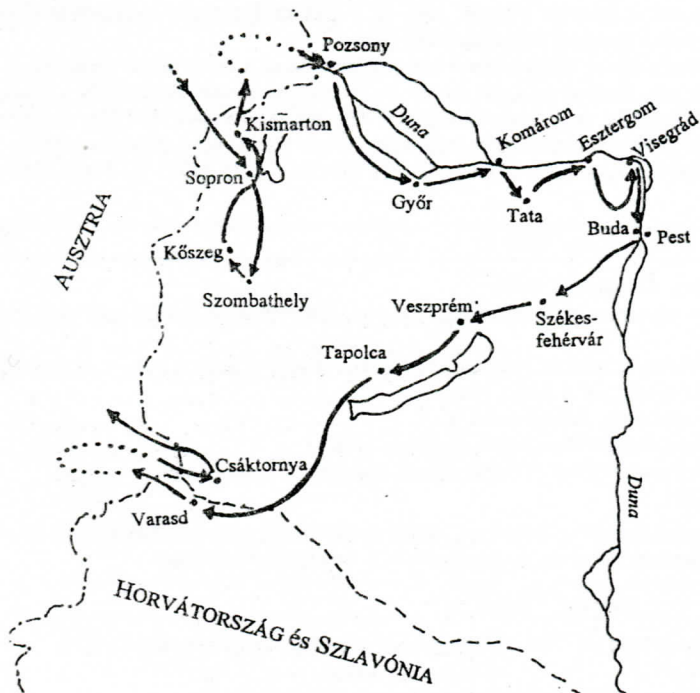 Pozsony
Duna
Kismarton
Komárom
Esztergom
Visegrád
Sopron
Győr
Tata
Buda
Pest
AUSZTRIA
Kőszeg
Szombathely
Veszprém
Székes-
fehérvár
Tapolca
Csáktornya
Varasd
Duna
HORVÁTORSZÁG és SZLAVÓNIA